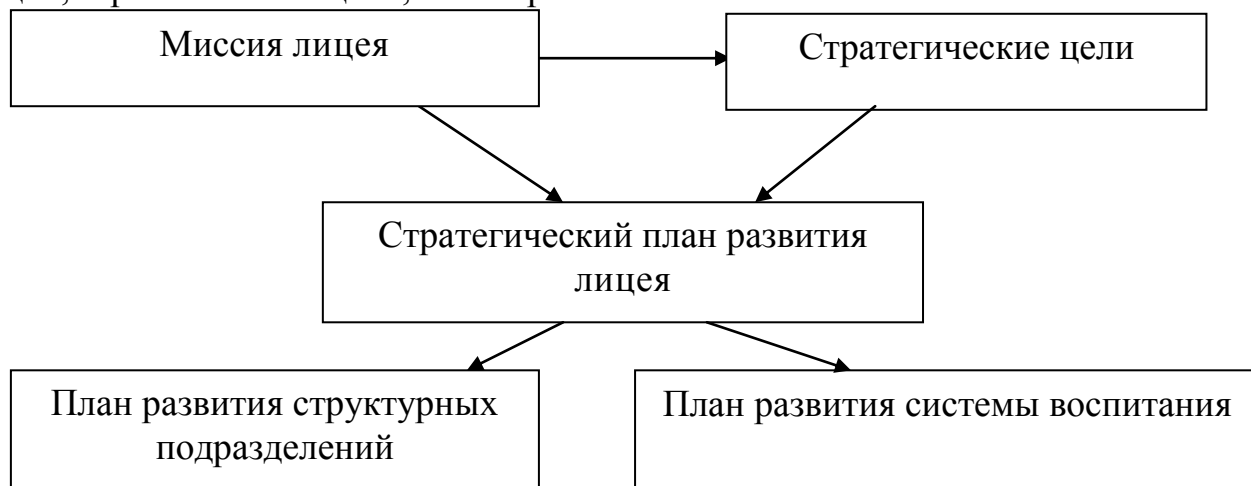 Миссия лицея
Стратегические цели
Стратегический план развития
лицея
План развития структурных
подразделений
План развития системы воспитания